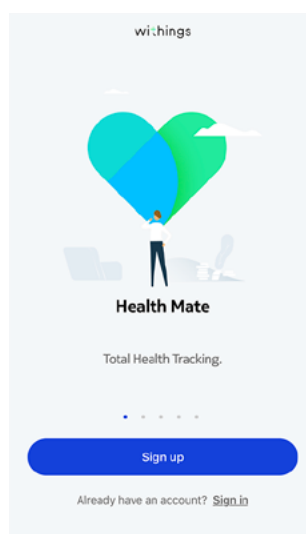 withings
Health Mate
Total Health Tracking.
Sign up
Already have an account? Sign in